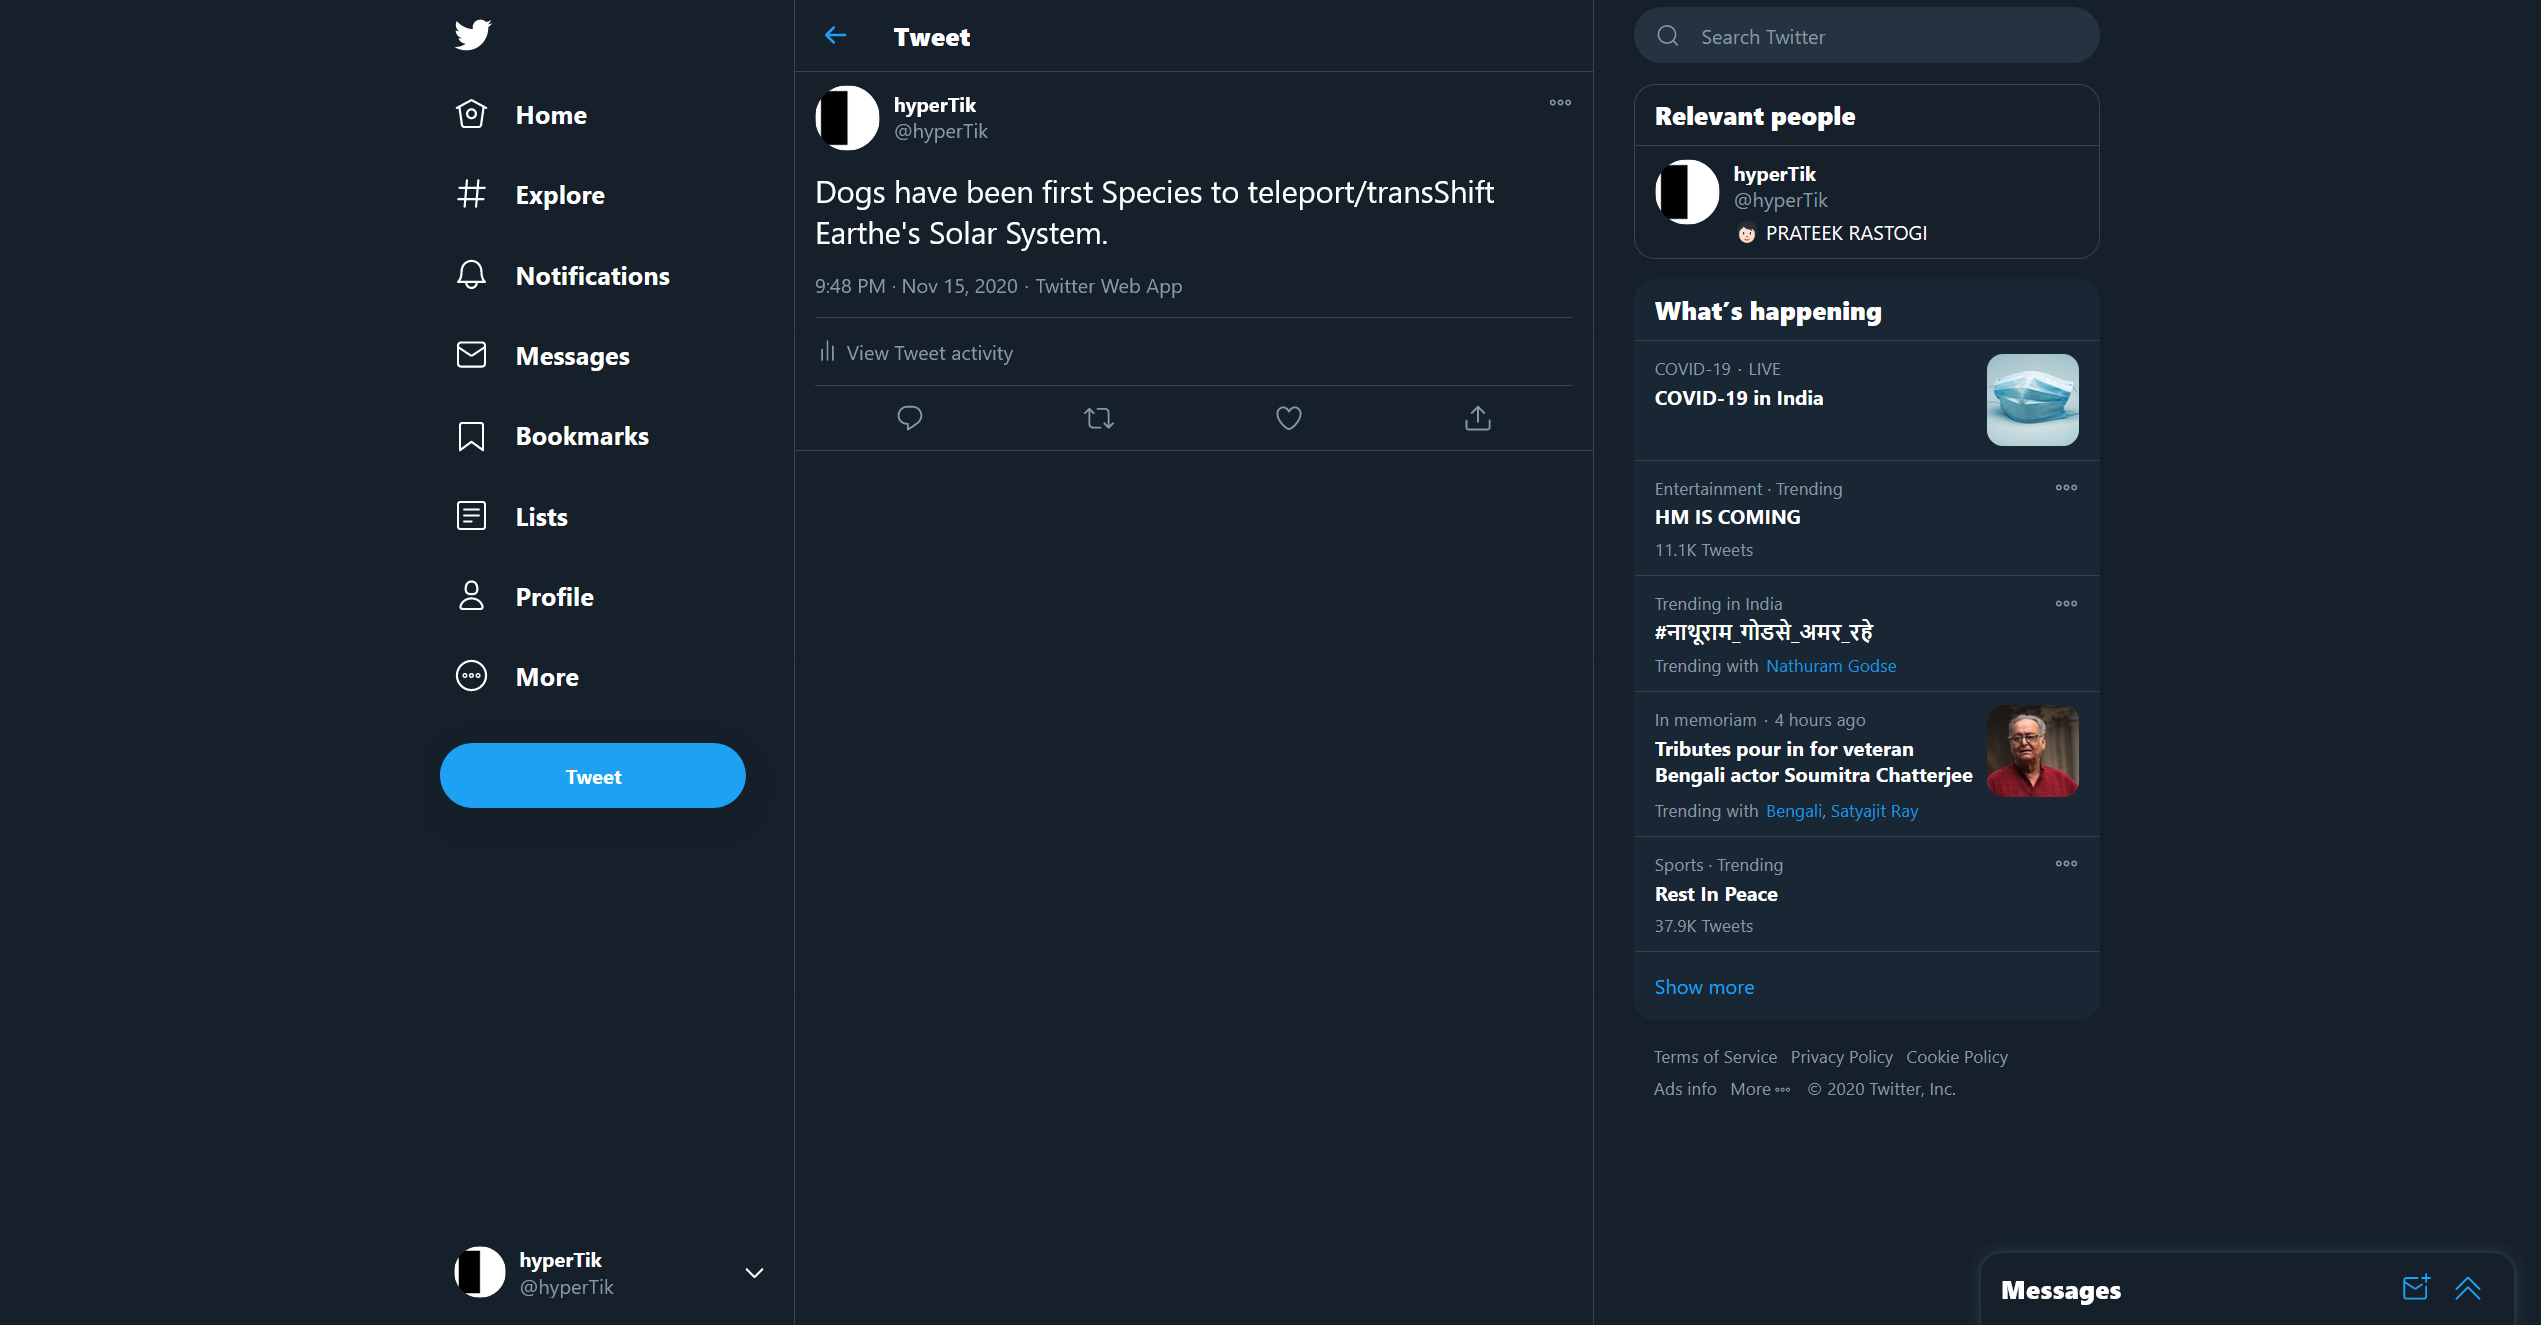 Home
Explore
Notifications
Messages
Bookmarks
Lists
Profile
More
Tweet
hyperTik
@hyperTik
Tweet
hyperTik
@hyperTik
Dogs have been first Species to teleport/transShift
Earthe's Solar System.
9:48 PM · Nov 15, 2020 · Twitter Web App
View Tweet activity
Search Twitter
Relevant people
hyperTik
@hyperTik
PRATEEK RASTOGI
What's happening
COVID-19 · LIVE
COVID-19 in India
Entertainment · Trending
HM IS COMING
11.1K Tweets
Trending in India
#नाथूराम_गोडसे_अमर_रहे
Trending with Nathuram Godse
In memoriam · 4 hours ago
Tributes pour in for veteran
Bengali actor Soumitra Chatterjee
Trending with Bengali, Satyajit Ray
Sports · Trending
Rest In Peace
37.9K Tweets
Show more
Terms of Service Privacy Policy Cookie Policy
Ads info More © 2020 Twitter, Inc.
Messages